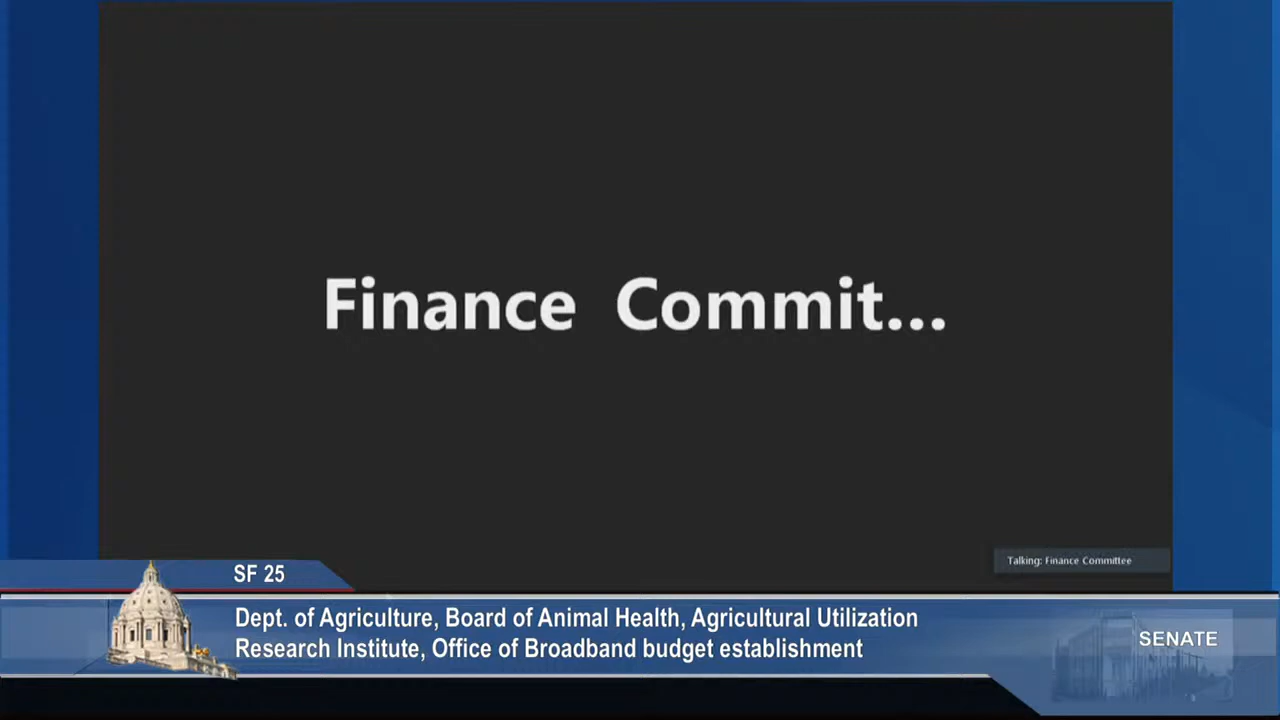 Finance Commit...
Talking: Finance Committee
SF 25
Dept. of Agriculture, Board of Animal Health, Agricultural Utilization
Research Institute, Office of Broadband budget establishment
SENATE